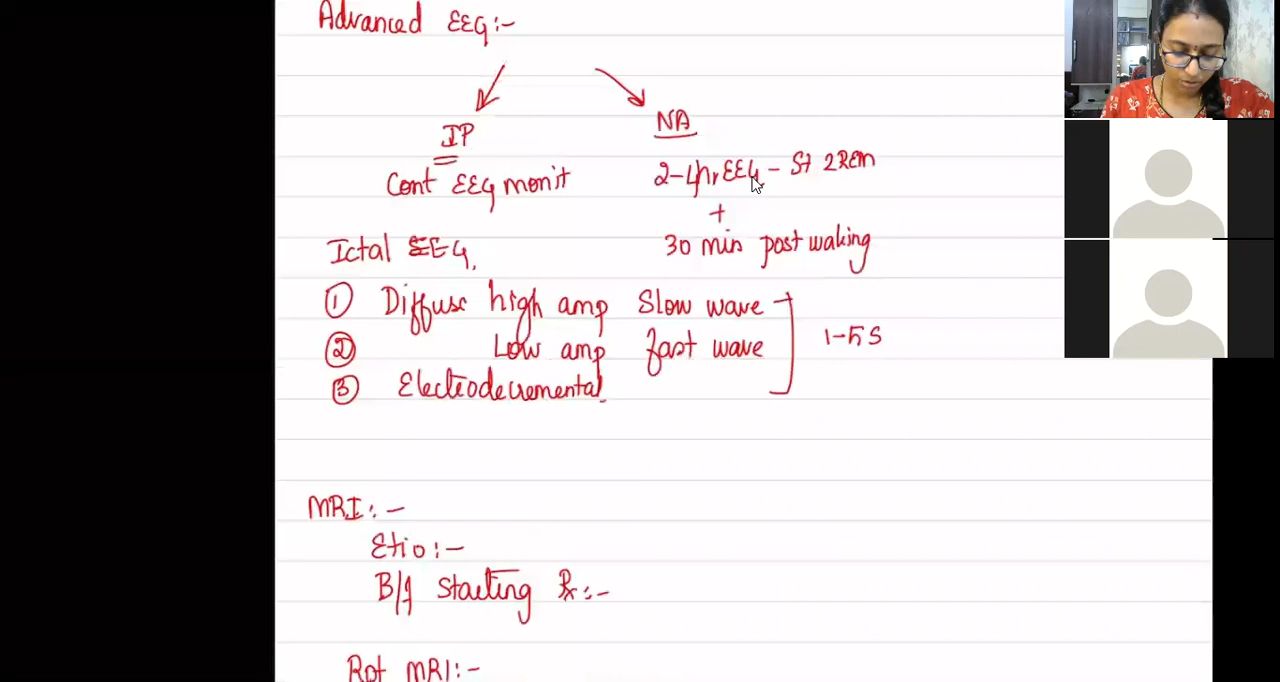 Advanced EEG:-
IP
NA
Cont EEG monit
2-4hr EEG - St 2 REM
+
30 min post waking
Ictal EEG.
① Diffuse high amp Slow wave
② Low amp fast wave
1-5 S
③ Electrodecremental
MRI:-
Etio:-
B/f Starting Rx:-
Rpt MRI:-